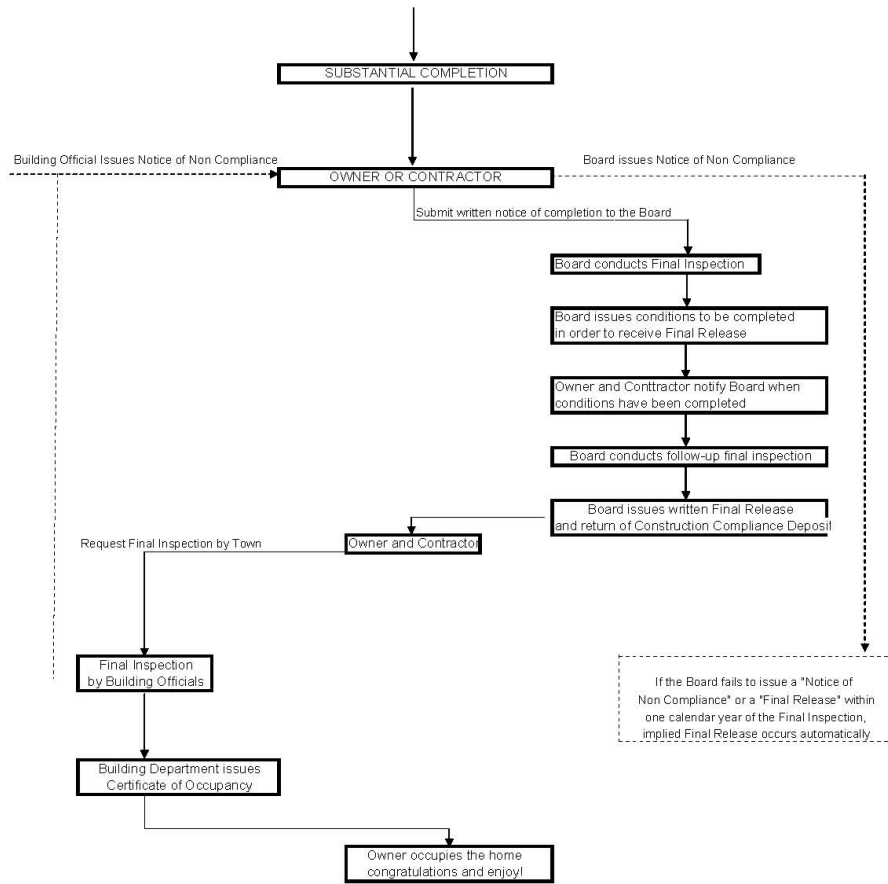 SUBSTANTIAL COMPLETION
Building Official Issues Notice of Non Compliance
Board issues Notice of Non Compliance
OWNER OR CONTRACTOR
Submit written notice of completion to the Board
Board conducts Final Inspection
Board issues conditions to be completed
in order to receive Final Release
Owner and Conttractor notify Board when
conditions have been completed
Board conducts follow-up final inspection
Board issues written Final Release
and return of Construction Compliance Deposit
Owner and Contractor
Request Final Inspection by Town
Final Inspection
by Building Officials
If the Board fails to issue a "Notice of
Non Compliance" or a "Final Release" within
one calendar year of the Final Inspection,
implied Final Release occurs automatically
Building Department issues
Certificate of Occupancy
Owner occupies the home
congratulations and enjoy!